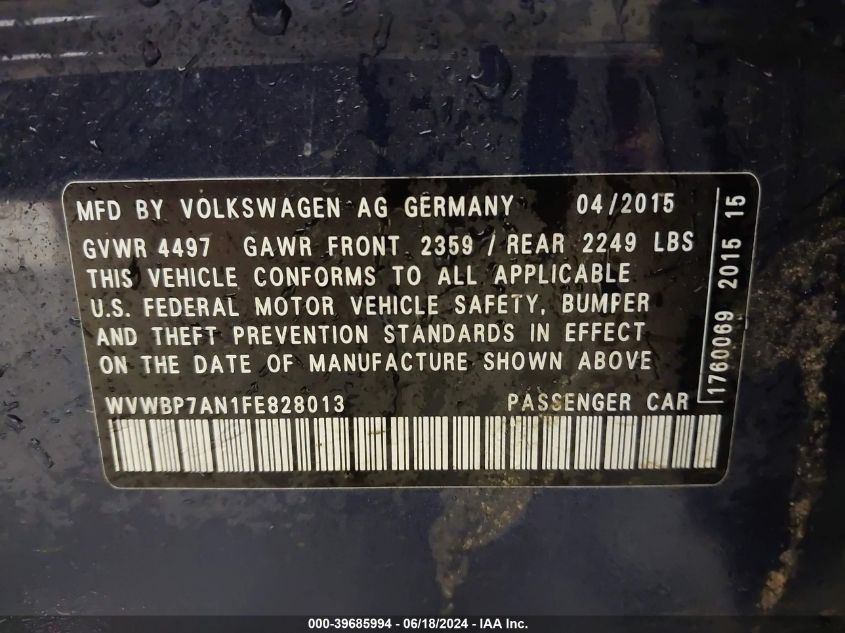 MFD BY VOLKSWAGEN AG GERMANY 04/2015
GVWR 4497 GAWR FRONT 2359 / REAR 2249 LBS
THIS VEHICLE CONFORMS TO ALL APPLICABLE
U.S. FEDERAL MOTOR VEHICLE SAFETY, BUMPER
AND THEFT PREVENTION STANDARDS IN EFFECT
ON THE DATE OF MANUFACTURE SHOWN ABOVE
WVWBP7AN1FE828013 PASSENGER CAR
1760069 2015 15
000-39685994 - 06/18/2024 - IAA Inc.